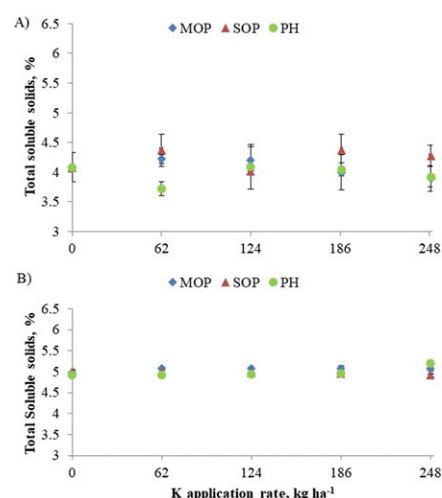 A)
MOP SOP PH
Total soluble solids, %
6.5
6
5.5
5
4.5
4
3.5
3
0 62 124 186 248
B)
MOP SOP PH
Total Soluble solids, %
6.5
6
5.5
5
4.5
4
3.5
3
0 62 124 186 248
K application rate, kg ha⁻¹